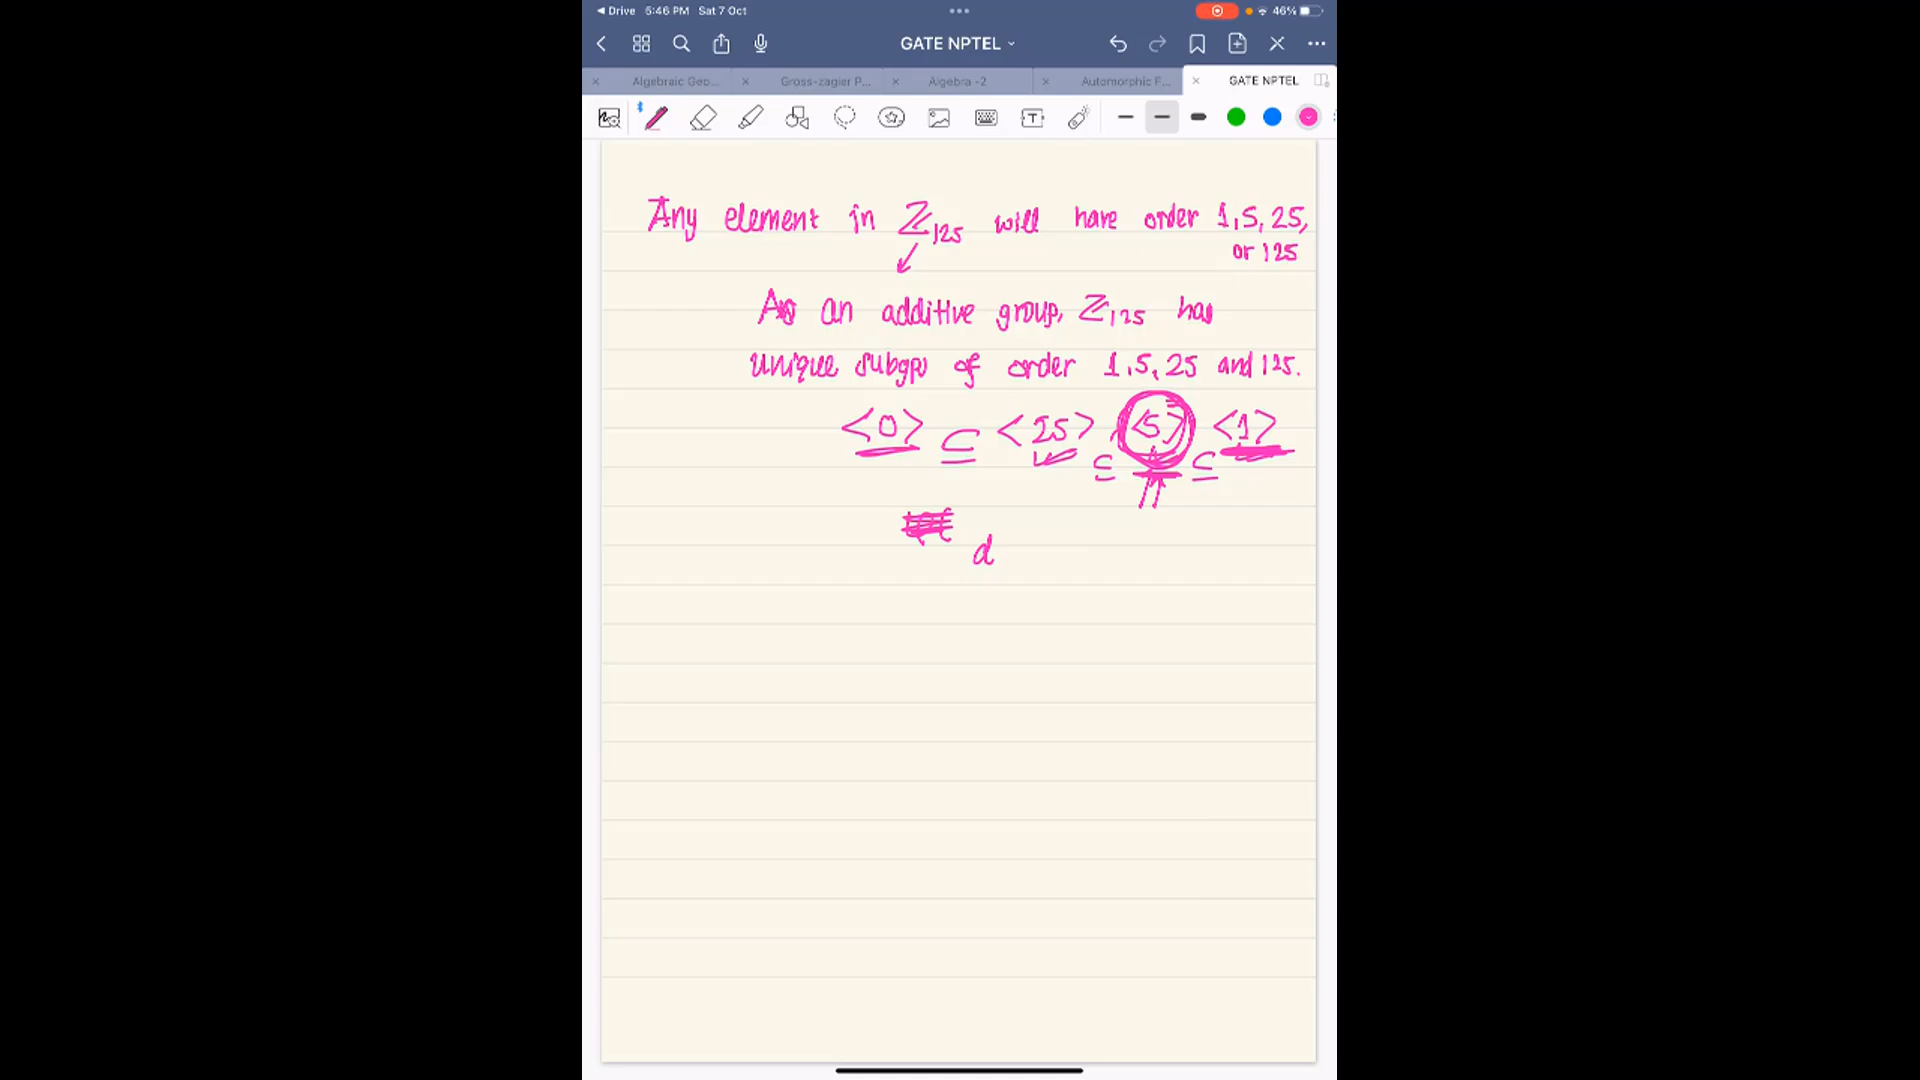 Drive 5:46 PM Sat 7 Oct 46%
GATE NPTEL
Algebraic Geo... Gross-zagier P... Algebra -2 Automorphic F... GATE NPTEL
Any element in ℤ₁₂₅ will have order 1, 5, 25,
or 125
As an additive group, ℤ₁₂₅ has
unique subgps of order 1, 5, 25 and 125.
<0> ⊆ <25> ⊆ <5> ⊆ <1>
d